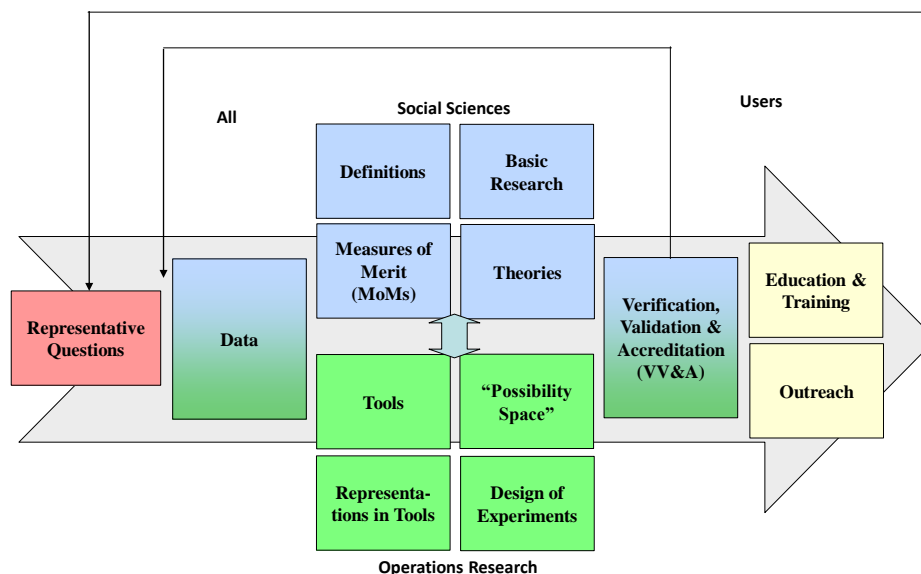 Social Sciences
Users
All
Definitions
Basic
Research
Measures of
Merit
(MoMs)
Theories
Education &
Training
Representative
Questions
Data
Verification,
Validation &
Accreditation
(VV&A)
Tools
“Possibility
Space”
Outreach
Representa-
tions in Tools
Design of
Experiments
Operations Research